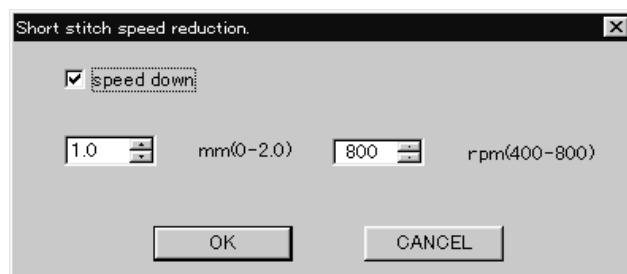 Short stitch speed reduction.
speed down
1.0 mm(0-2.0) 800 rpm(400-800)
OK CANCEL